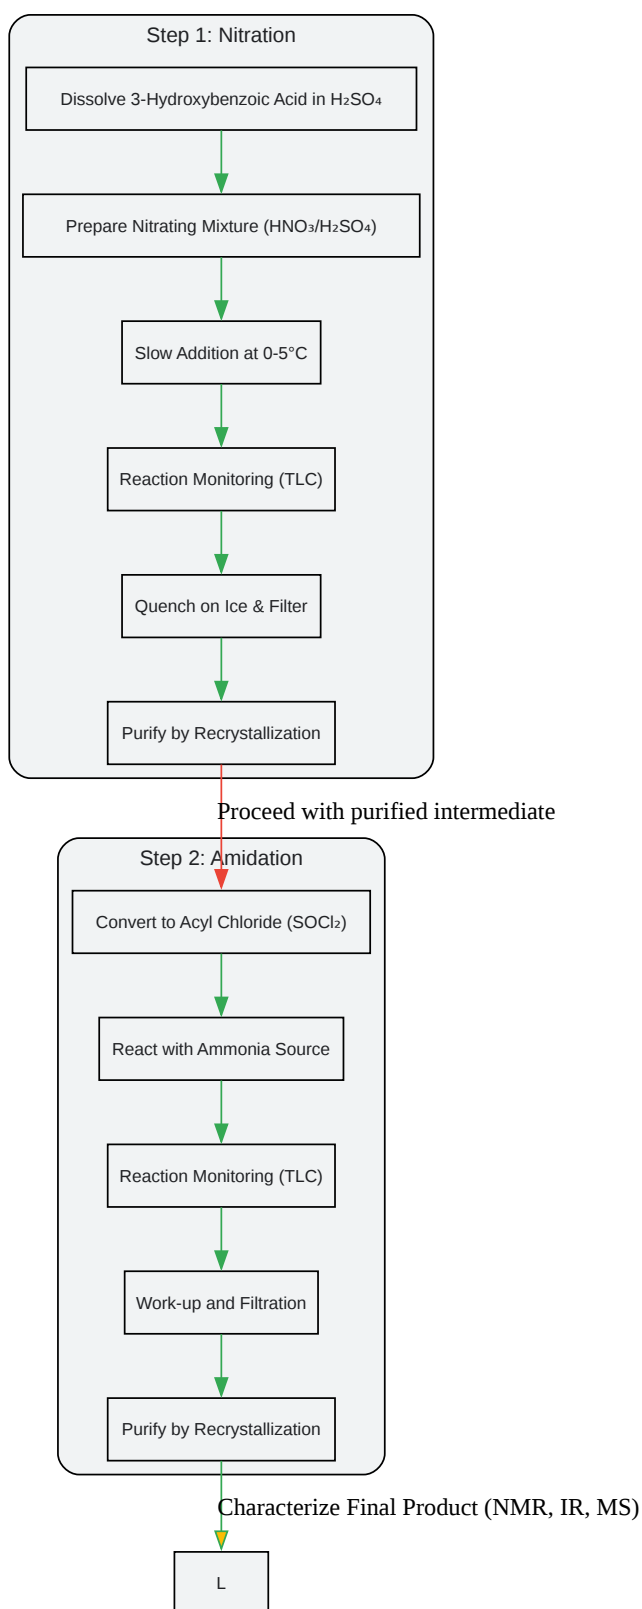 Step 1: Nitration
Dissolve 3-Hydroxybenzoic Acid in H₂SO₄
Prepare Nitrating Mixture (HNO₃/H₂SO₄)
Slow Addition at 0-5°C
Reaction Monitoring (TLC)
Quench on Ice & Filter
Purify by Recrystallization
Proceed with purified intermediate
Step 2: Amidation
Convert to Acyl Chloride (SOCl₂)
React with Ammonia Source
Reaction Monitoring (TLC)
Work-up and Filtration
Purify by Recrystallization
Characterize Final Product (NMR, IR, MS)
L